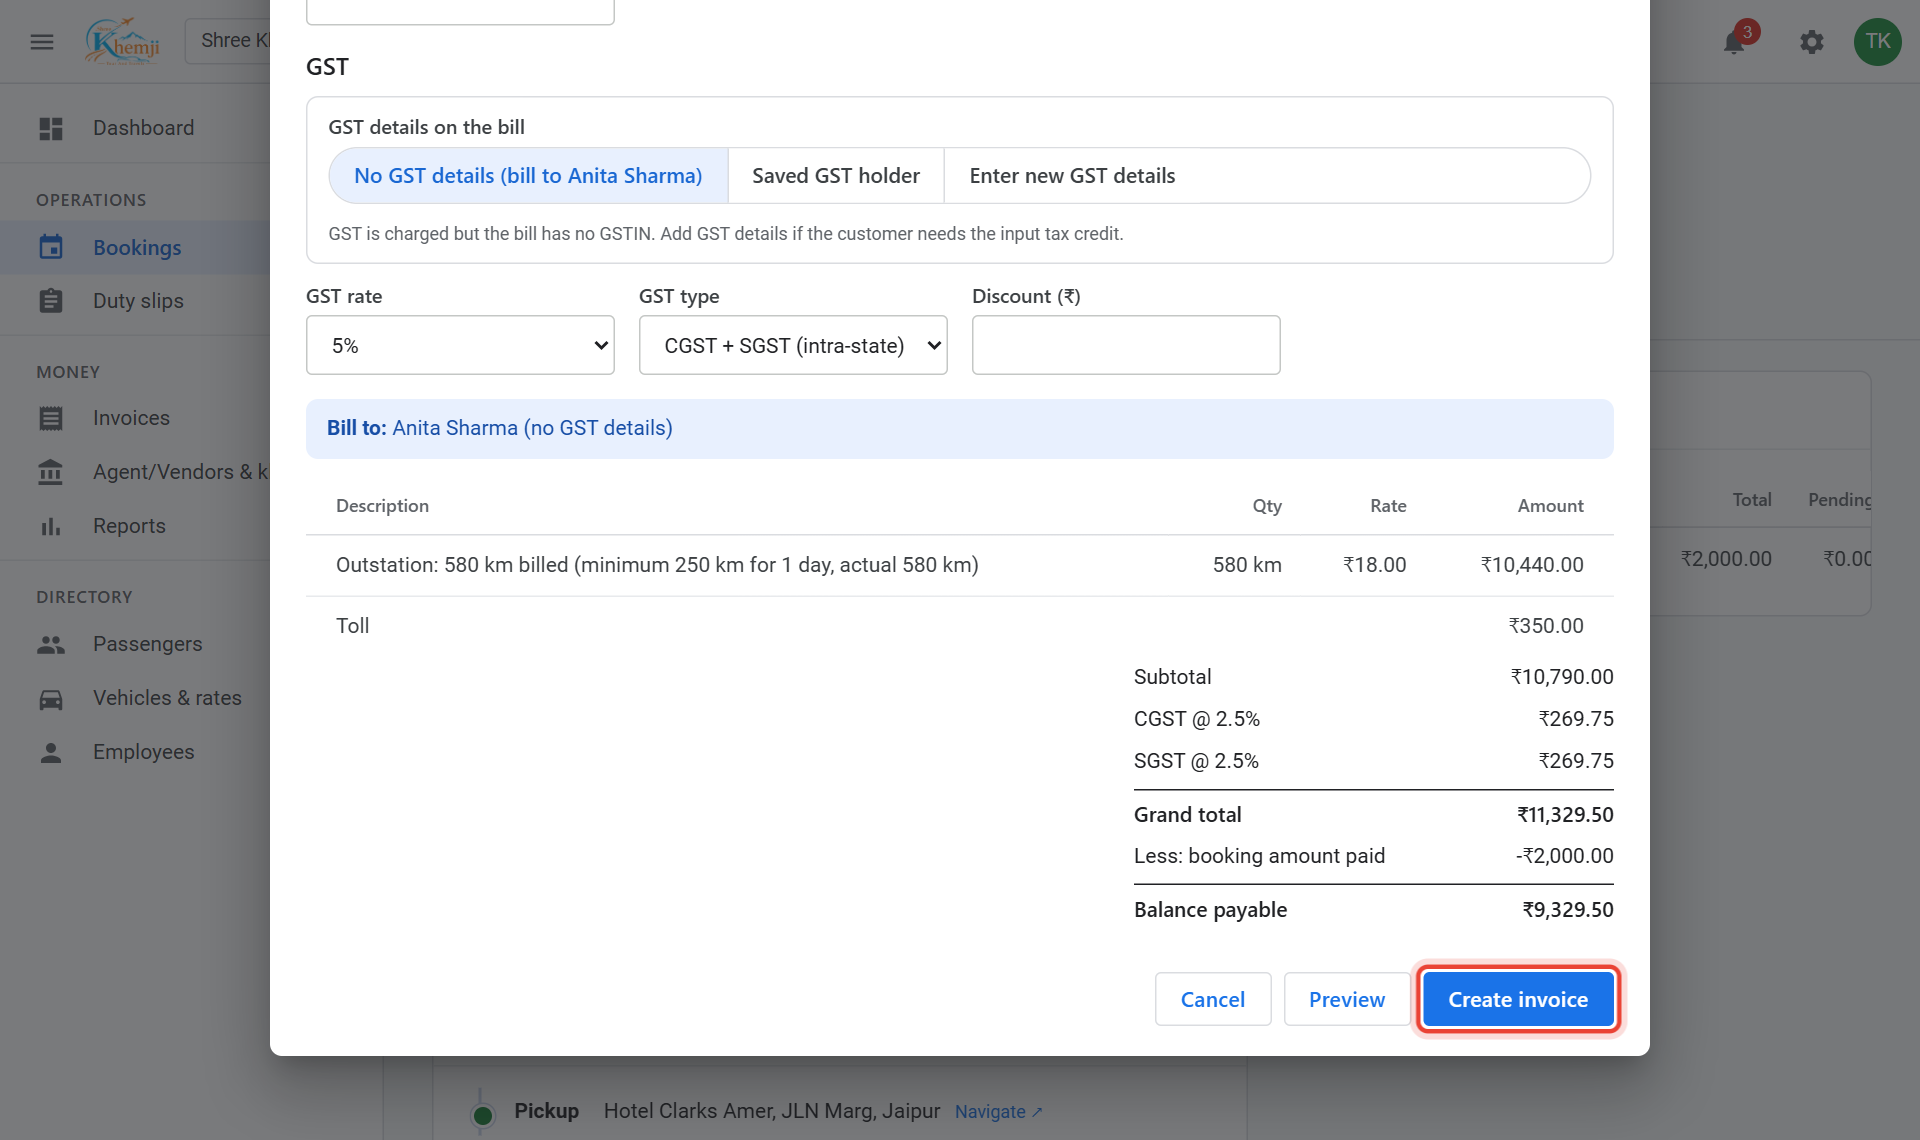 Khemji
Shree Kh
3
TK
Dashboard
OPERATIONS
Bookings
Duty slips
MONEY
Invoices
Agent/Vendors & k
Reports
DIRECTORY
Passengers
Vehicles & rates
Employees
GST
GST details on the bill
No GST details (bill to Anita Sharma)
Saved GST holder
Enter new GST details
GST is charged but the bill has no GSTIN. Add GST details if the customer needs the input tax credit.
GST rate
GST type
Discount (₹)
5%
CGST + SGST (intra-state)
Bill to: Anita Sharma (no GST details)
Description Qty Rate Amount
Outstation: 580 km billed (minimum 250 km for 1 day, actual 580 km) 580 km ₹18.00 ₹10,440.00
Toll ₹350.00
Subtotal ₹10,790.00
CGST @ 2.5% ₹269.75
SGST @ 2.5% ₹269.75
Grand total ₹11,329.50
Less: booking amount paid -₹2,000.00
Balance payable ₹9,329.50
Cancel
Preview
Create invoice
Total Pending
₹2,000.00 ₹0.00
Pickup Hotel Clarks Amer, JLN Marg, Jaipur Navigate ↗